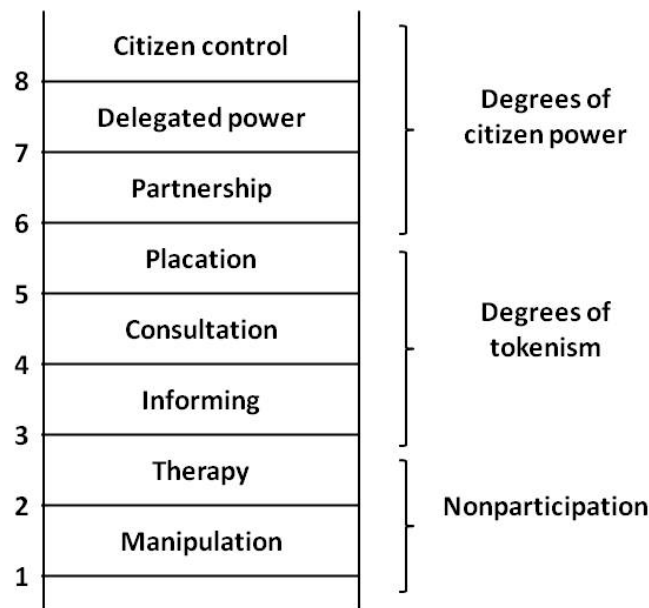 Citizen control
8
Delegated power
7
Partnership
6
Placation
5
Consultation
4
Informing
3
Therapy
2
Manipulation
1
Degrees of
citizen power
Degrees of
tokenism
Nonparticipation